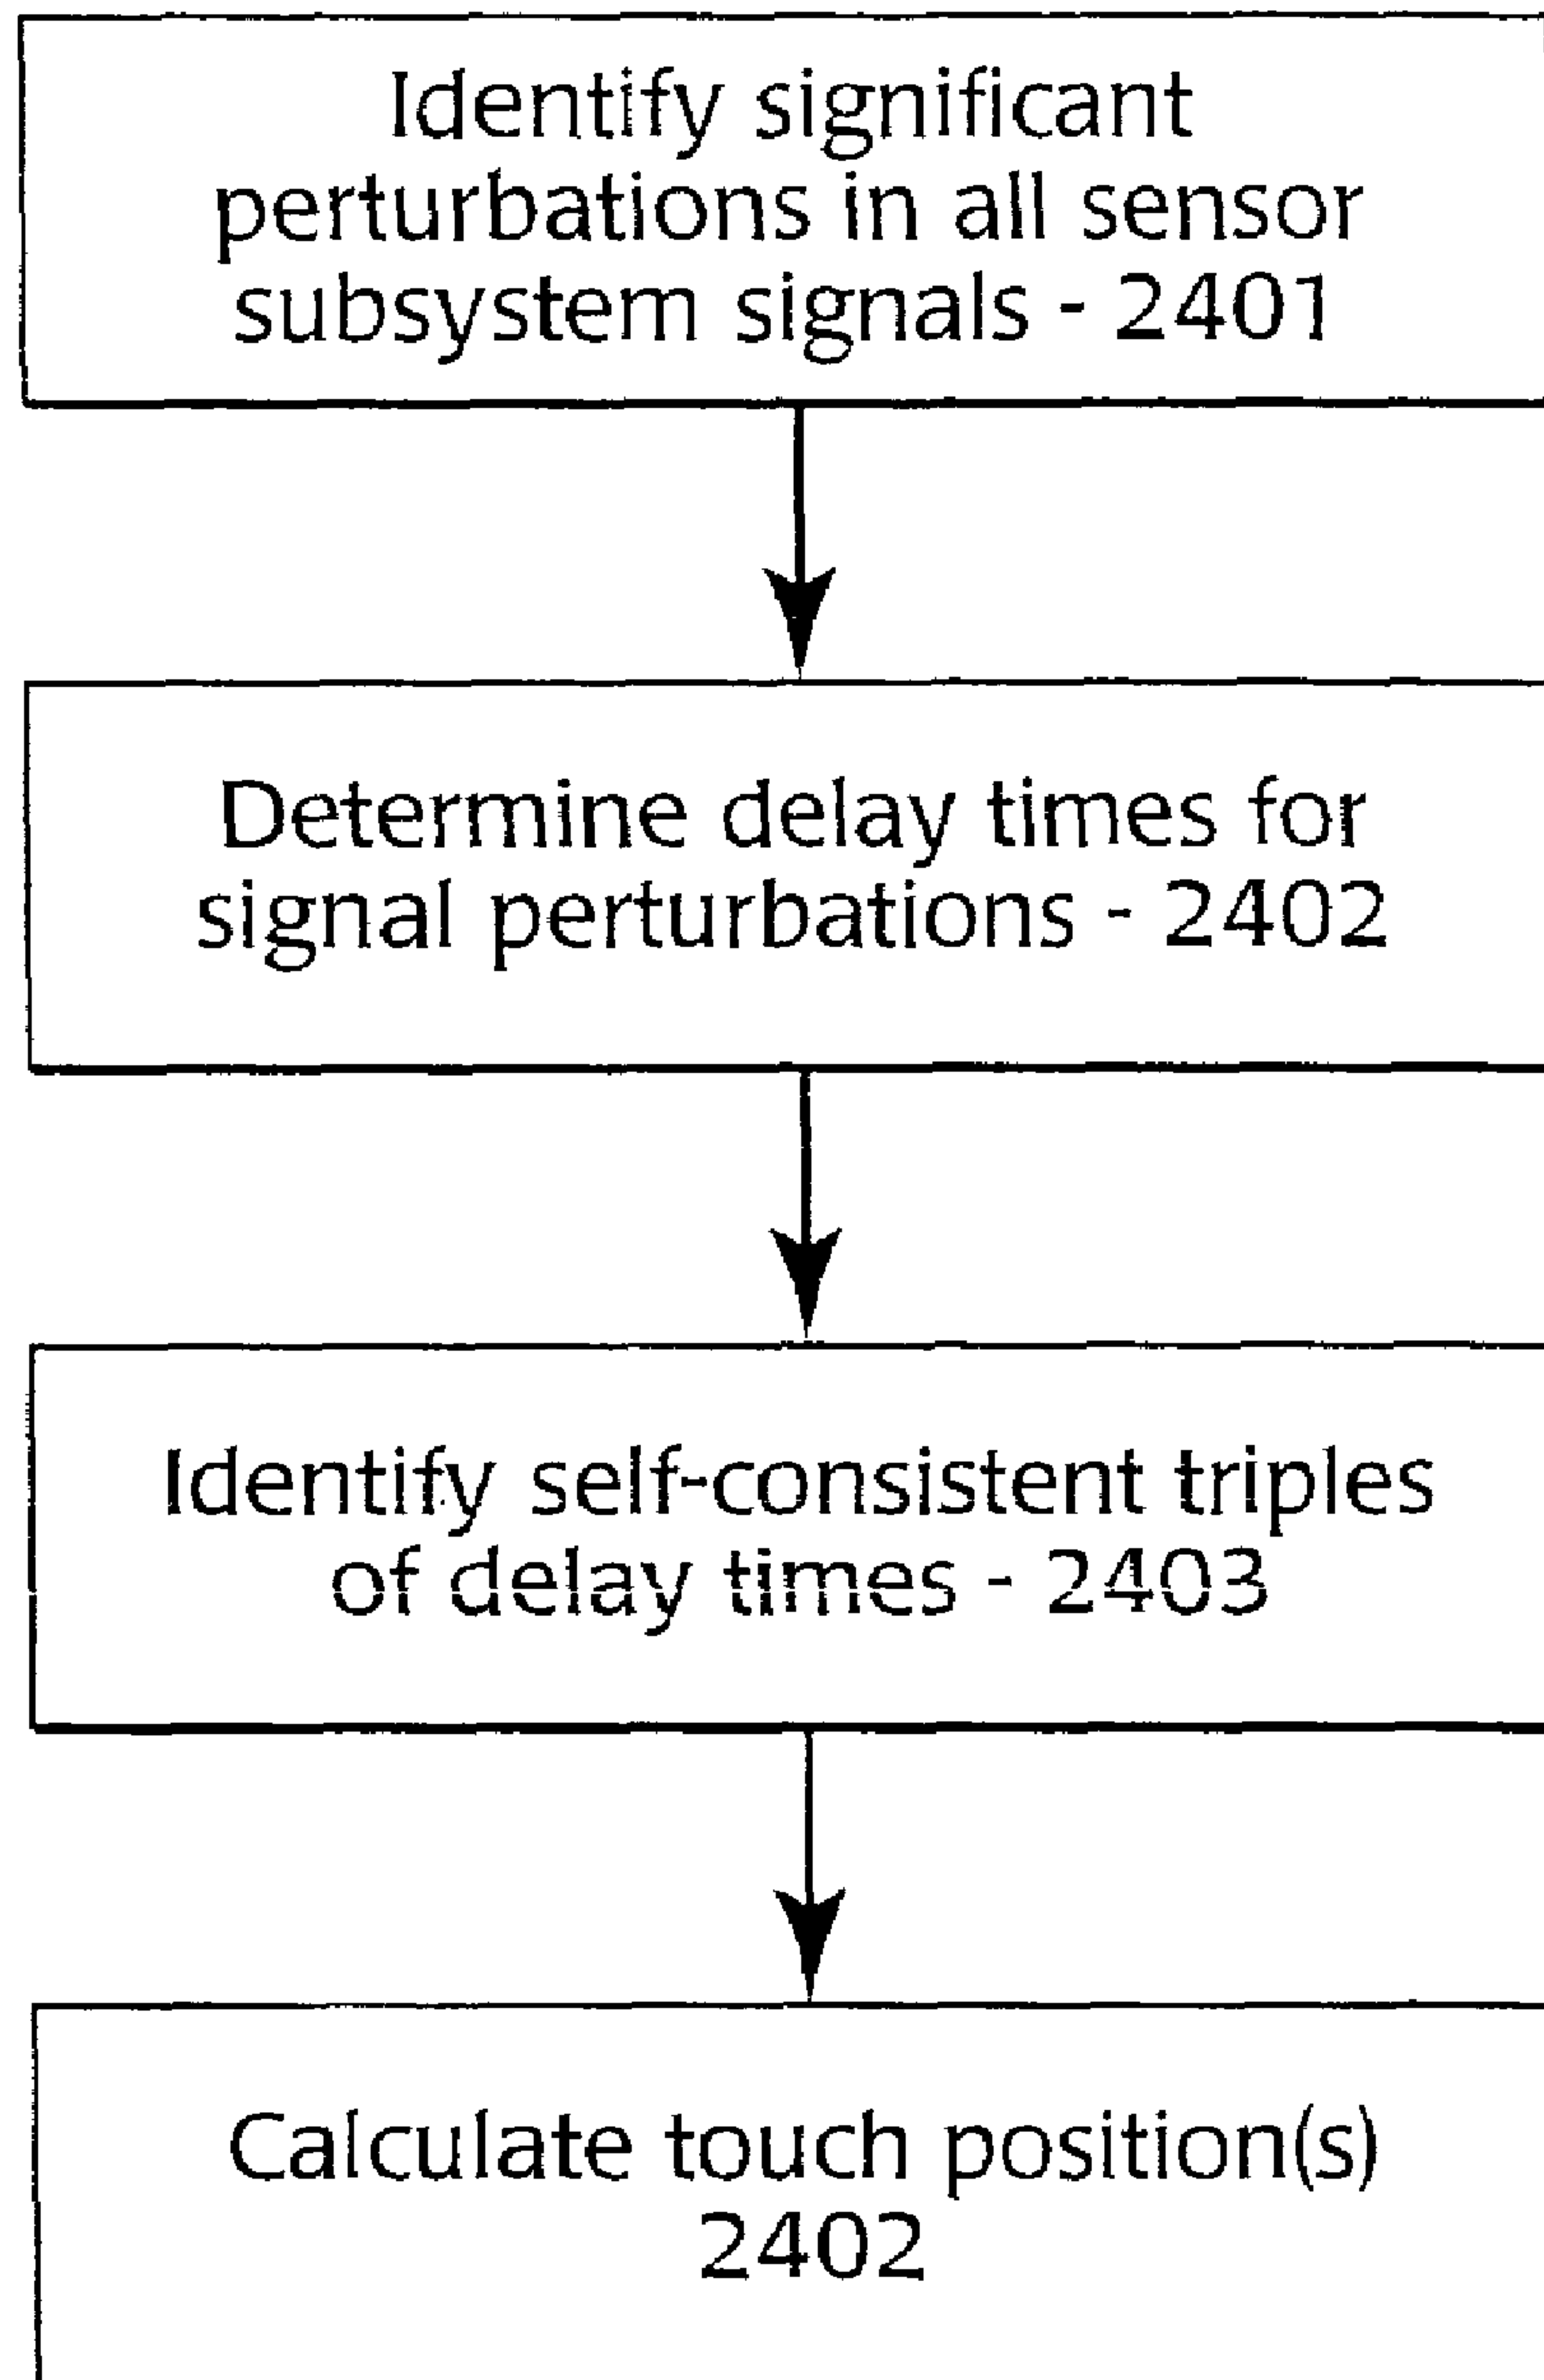 Identify significant
perturbations in all sensor
subsystem signals - 2401
Determine delay times for
signal perturbations - 2402
Identify self-consistent triples
of delay times - 2403
Calculate touch position(s)
2402